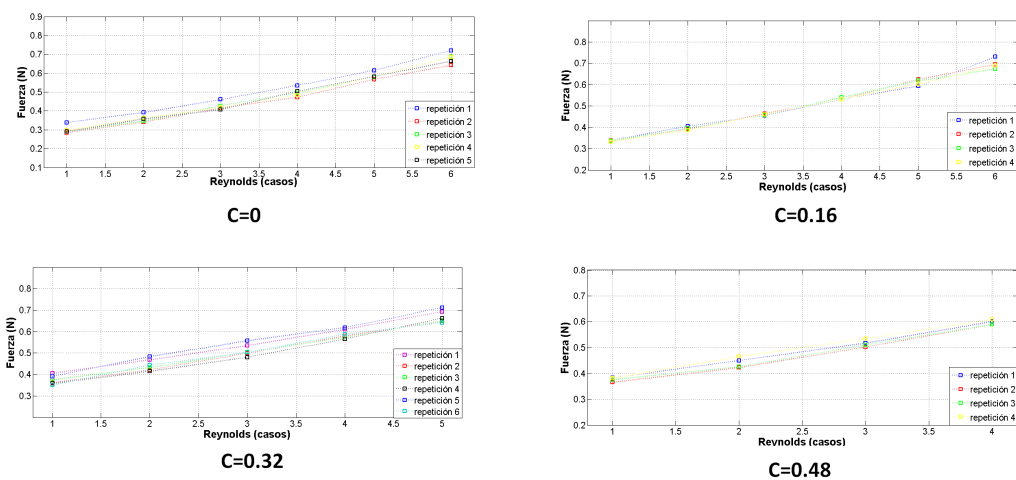 0.9
0.8
0.7
0.6
0.5
0.4
0.3
0.2
0.1
Fuerza (N)
1 1.5 2 2.5 3 3.5 4 4.5 5 5.5 6
Reynolds (casos)
repetición 1
repetición 2
repetición 3
repetición 4
repetición 5
C=0
0.8
0.7
0.6
0.5
0.4
0.3
0.2
Fuerza (N)
1 1.5 2 2.5 3 3.5 4 4.5 5 5.5 6
Reynolds (casos)
repetición 1
repetición 2
repetición 3
repetición 4
C=0.16
0.8
0.7
0.6
0.5
0.4
0.3
Fuerza (N)
1 1.5 2 2.5 3 3.5 4 4.5 5
Reynolds (casos)
repetición 1
repetición 2
repetición 3
repetición 4
repetición 5
repetición 6
C=0.32
0.8
0.7
0.6
0.5
0.4
0.3
0.2
Fuerza (N)
1 1.5 2 2.5 3 3.5 4
Reynolds (casos)
repetición 1
repetición 2
repetición 3
repetición 4
C=0.48